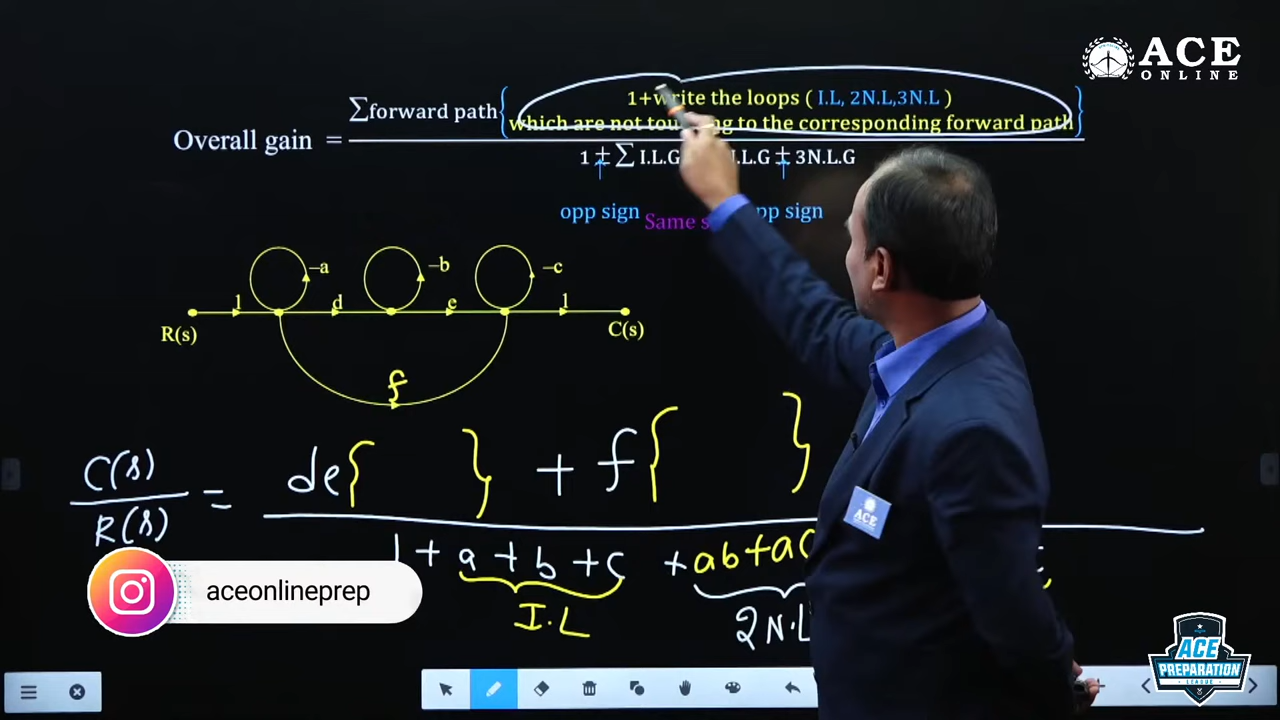 ACE
ONLINE
1+write the loops ( I.L, 2N.L,3N.L )
∑forward path{ which are not tou ng to the corresponding forward path }
Overall gain =
1 ± ∑ I.L.G I.L.G ± 3N.L.G
opp sign Same s pp sign
–a –b –c
1 d e 1
R(s) C(s)
f
C(s)
R(s)
= de{ } + f{ }
1 + a + b + c + ab+ac
I.L 2N.L
aceonlineprep
ACE
ACE
PREPARATION
LEAGUE